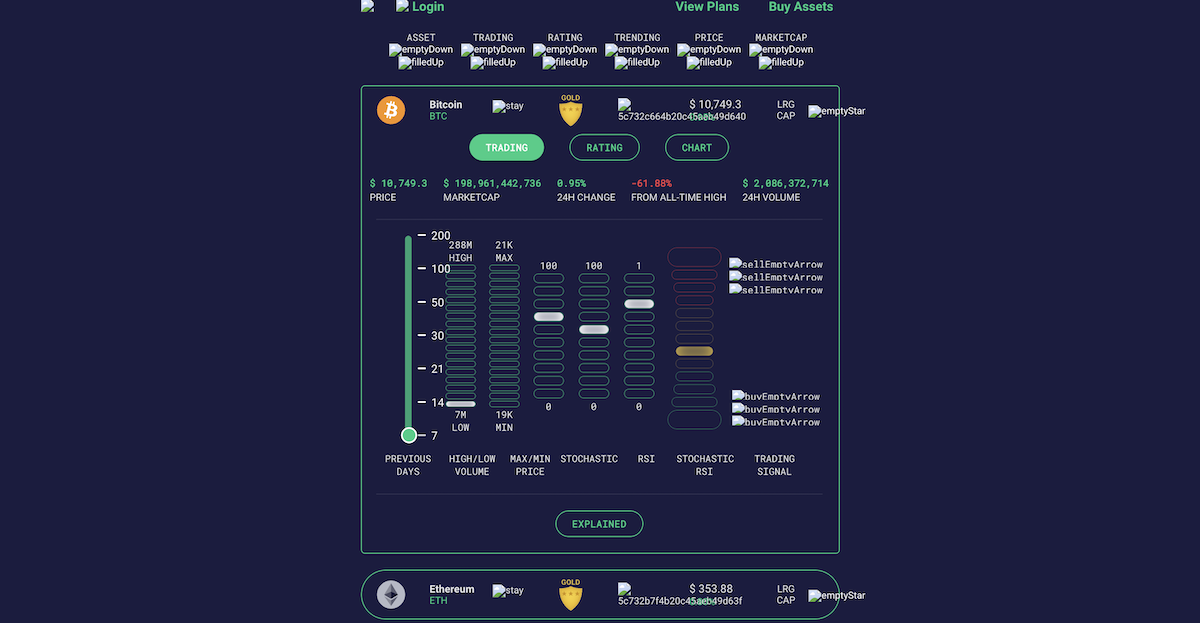 Login View Plans Buy Assets
ASSET TRADING RATING TRENDING PRICE MARKETCAP
emptyDown emptyDown emptyDown emptyDown emptyDown emptyDown
filledUp filledUp filledUp filledUp filledUp filledUp
Bitcoin
BTC
stay
GOLD
5c732c664b20c45aeb49d640
$ 10,749.3
LRG
CAP
emptyStar
TRADING RATING CHART
$ 10,749.3 $ 198,961,442,736 0.95% -61.88% $ 2,086,372,714
PRICE MARKETCAP 24H CHANGE FROM ALL-TIME HIGH 24H VOLUME
200
100
50
30
21
14
7
288M
HIGH
7M
LOW
21K
MAX
19K
MIN
100
0
100
0
1
0
sellEmptyArrow
sellEmptyArrow
sellEmptyArrow
buyEmptyArrow
buyEmptyArrow
buyEmptyArrow
PREVIOUS
DAYS
HIGH/LOW
VOLUME
MAX/MIN
PRICE
STOCHASTIC
RSI
STOCHASTIC
RSI
TRADING
SIGNAL
EXPLAINED
Ethereum
ETH
stay
GOLD
5c732b7f4b20c45aeb49d63f
$ 353.88
LRG
CAP
emptyStar